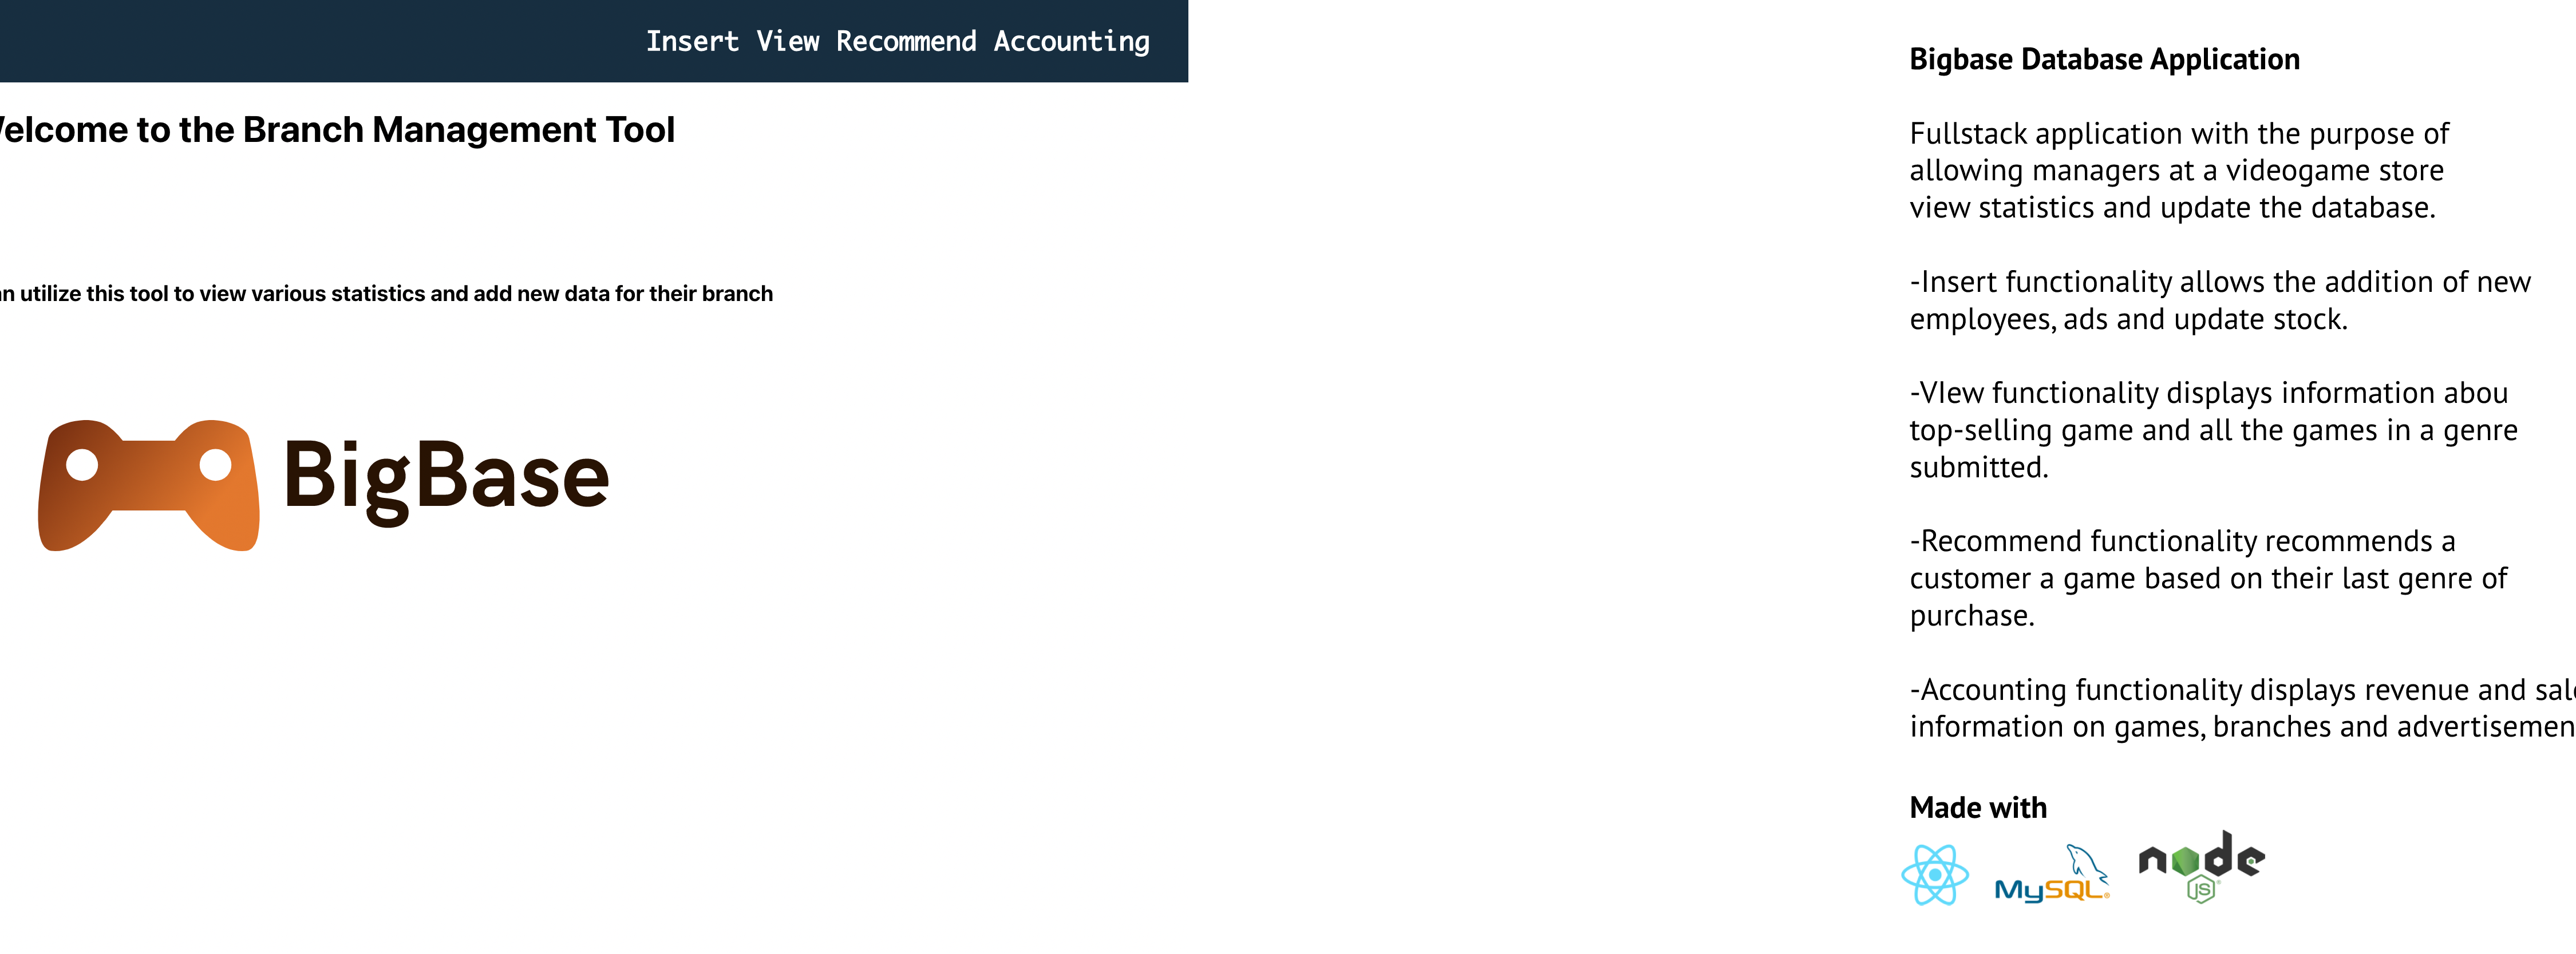 Insert View Recommend Accounting
elcome to the Branch Management Tool
n utilize this tool to view various statistics and add new data for their branch
BigBase
Bigbase Database Application
Fullstack application with the purpose of
allowing managers at a videogame store
view statistics and update the database.
-Insert functionality allows the addition of new
employees, ads and update stock.
-VIew functionality displays information abou
top-selling game and all the games in a genre
submitted.
-Recommend functionality recommends a
customer a game based on their last genre of
purchase.
-Accounting functionality displays revenue and sal
information on games, branches and advertisemen
Made with
MySQL®
node
JS